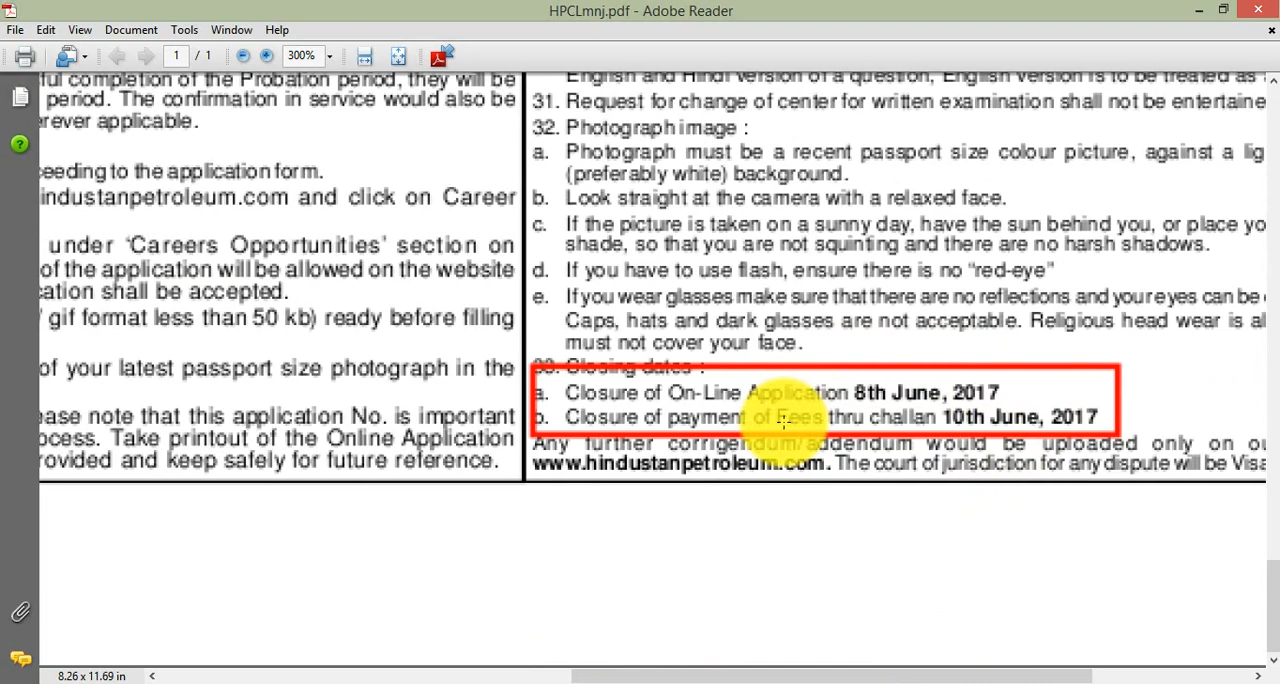 HPCLmnj.pdf - Adobe Reader
File Edit View Document Tools Window Help
1 / 1 300%
ful completion of the Probation period, they will be
period. The confirmation in service would also be
erever applicable.
ceeding to the application form.
industanpetroleum.com and click on Career
under 'Careers Opportunities' section on
of the application will be allowed on the website
cation shall be accepted.
gif format less than 50 kb) ready before filling
of your latest passport size photograph in the
ease note that this application No. is important
ocess. Take printout of the Online Application
rovided and keep safely for future reference.
English and Hindi version of a question, English version is to be treated as
31. Request for change of center for written examination shall not be entertaine
32. Photograph image :
a. Photograph must be a recent passport size colour picture, against a lig
(preferably white) background.
b. Look straight at the camera with a relaxed face.
c. If the picture is taken on a sunny day, have the sun behind you, or place yo
shade, so that you are not squinting and there are no harsh shadows.
d. If you have to use flash, ensure there is no "red-eye"
e. If you wear glasses make sure that there are no reflections and your eyes can be
Caps, hats and dark glasses are not acceptable. Religious head wear is al
must not cover your face.
33. Closing dates :
a. Closure of On-Line Application 8th June, 2017
b. Closure of payment of Fees thru challan 10th June, 2017
Any further corrigendum/addendum would be uploaded only on ou
www.hindustanpetroleum.com. The court of jurisdiction for any dispute will be Visa
8.26 x 11.69 in